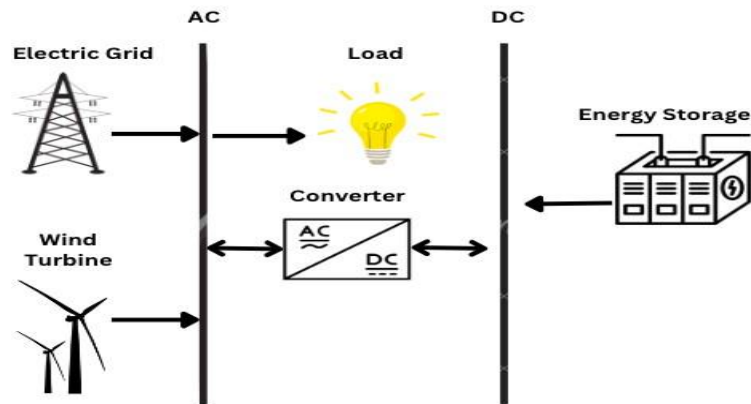 AC
DC
Electric Grid
Load
Energy Storage
Converter
AC
DC
Wind
Turbine